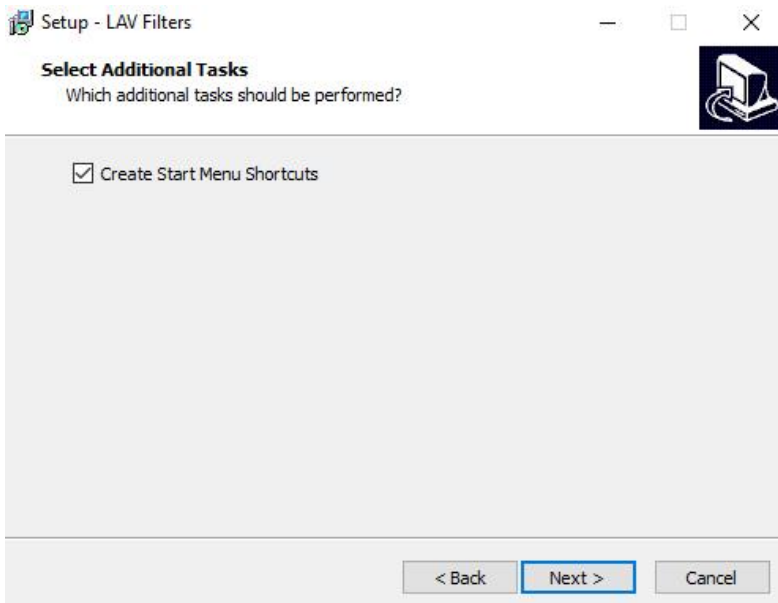 Setup - LAV Filters
Select Additional Tasks
Which additional tasks should be performed?
Create Start Menu Shortcuts
< Back Next > Cancel